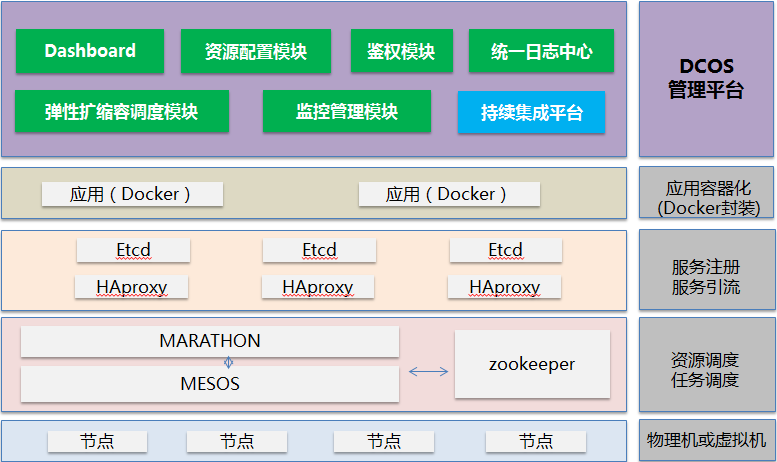 Dashboard
资源配置模块
鉴权模块
统一日志中心
DCOS
管理平台
弹性扩缩容调度模块
监控管理模块
持续集成平台
应用（Docker）
应用（Docker）
应用容器化
(Docker封装)
Etcd
Etcd
Etcd
HAproxy
HAproxy
HAproxy
服务注册
服务引流
MARATHON
MESOS
zookeeper
资源调度
任务调度
节点
节点
节点
节点
物理机或虚拟机